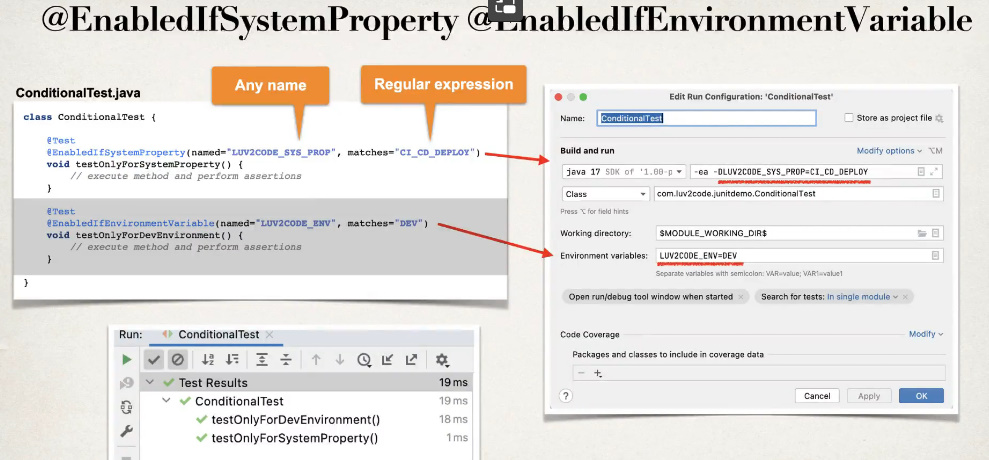 @EnabledIfSystemProperty @EnabledIfEnvironmentVariable
Any name
Regular expression
ConditionalTest.java
class ConditionalTest {
@Test
@EnabledIfSystemProperty(named="LUV2CODE_SYS_PROP", matches="CI_CD_DEPLOY")
void testOnlyForSystemProperty() {
// execute method and perform assertions
}
@Test
@EnabledIfEnvironmentVariable(named="LUV2CODE_ENV", matches="DEV")
void testOnlyForDevEnvironment() {
// execute method and perform assertions
}
}
Edit Run Configuration: 'ConditionalTest'
Name: ConditionalTest
Store as project file
Build and run
Modify options ⌥M
java 17 SDK of '1.00-p
-ea -DLUV2CODE_SYS_PROP=CI_CD_DEPLOY
Class
com.luv2code.junitdemo.ConditionalTest
Press ⌥ for field hints
Working directory: $MODULE_WORKING_DIR$
Environment variables: LUV2CODE_ENV=DEV
Separate variables with semicolon: VAR=value; VAR1=value1
Open run/debug tool window when started ×
Search for tests: In single module ×
Code Coverage
Modify
Packages and classes to include in coverage data
?
Cancel
Apply
OK
Run: ConditionalTest ×
Test Results 19 ms
ConditionalTest 19 ms
testOnlyForDevEnvironment() 18 ms
testOnlyForSystemProperty() 1 ms